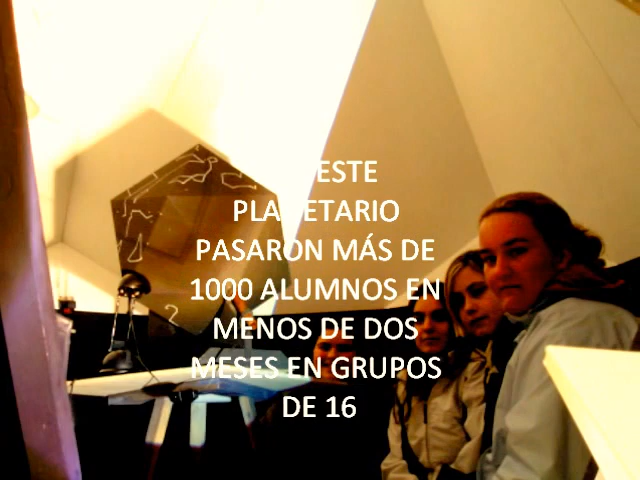 ESTE
PLANETARIO
PASARON MÁS DE
1000 ALUMNOS EN
MENOS DE DOS
MESES EN GRUPOS
DE 16